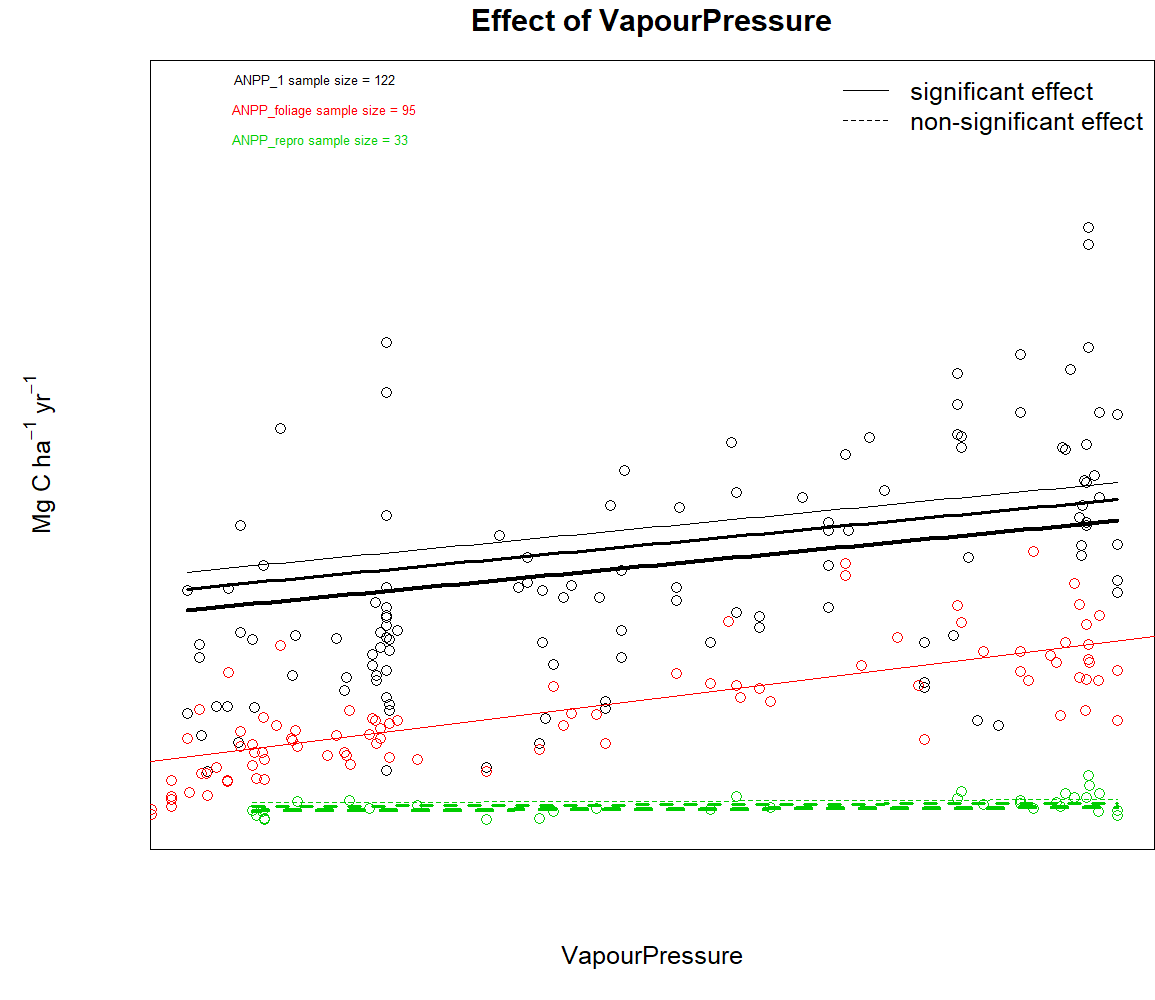 Effect of VapourPressure
ANPP_1 sample size = 122
ANPP_foliage sample size = 95
ANPP_repro sample size = 33
significant effect
non-significant effect
Mg C ha⁻¹ yr⁻¹
VapourPressure